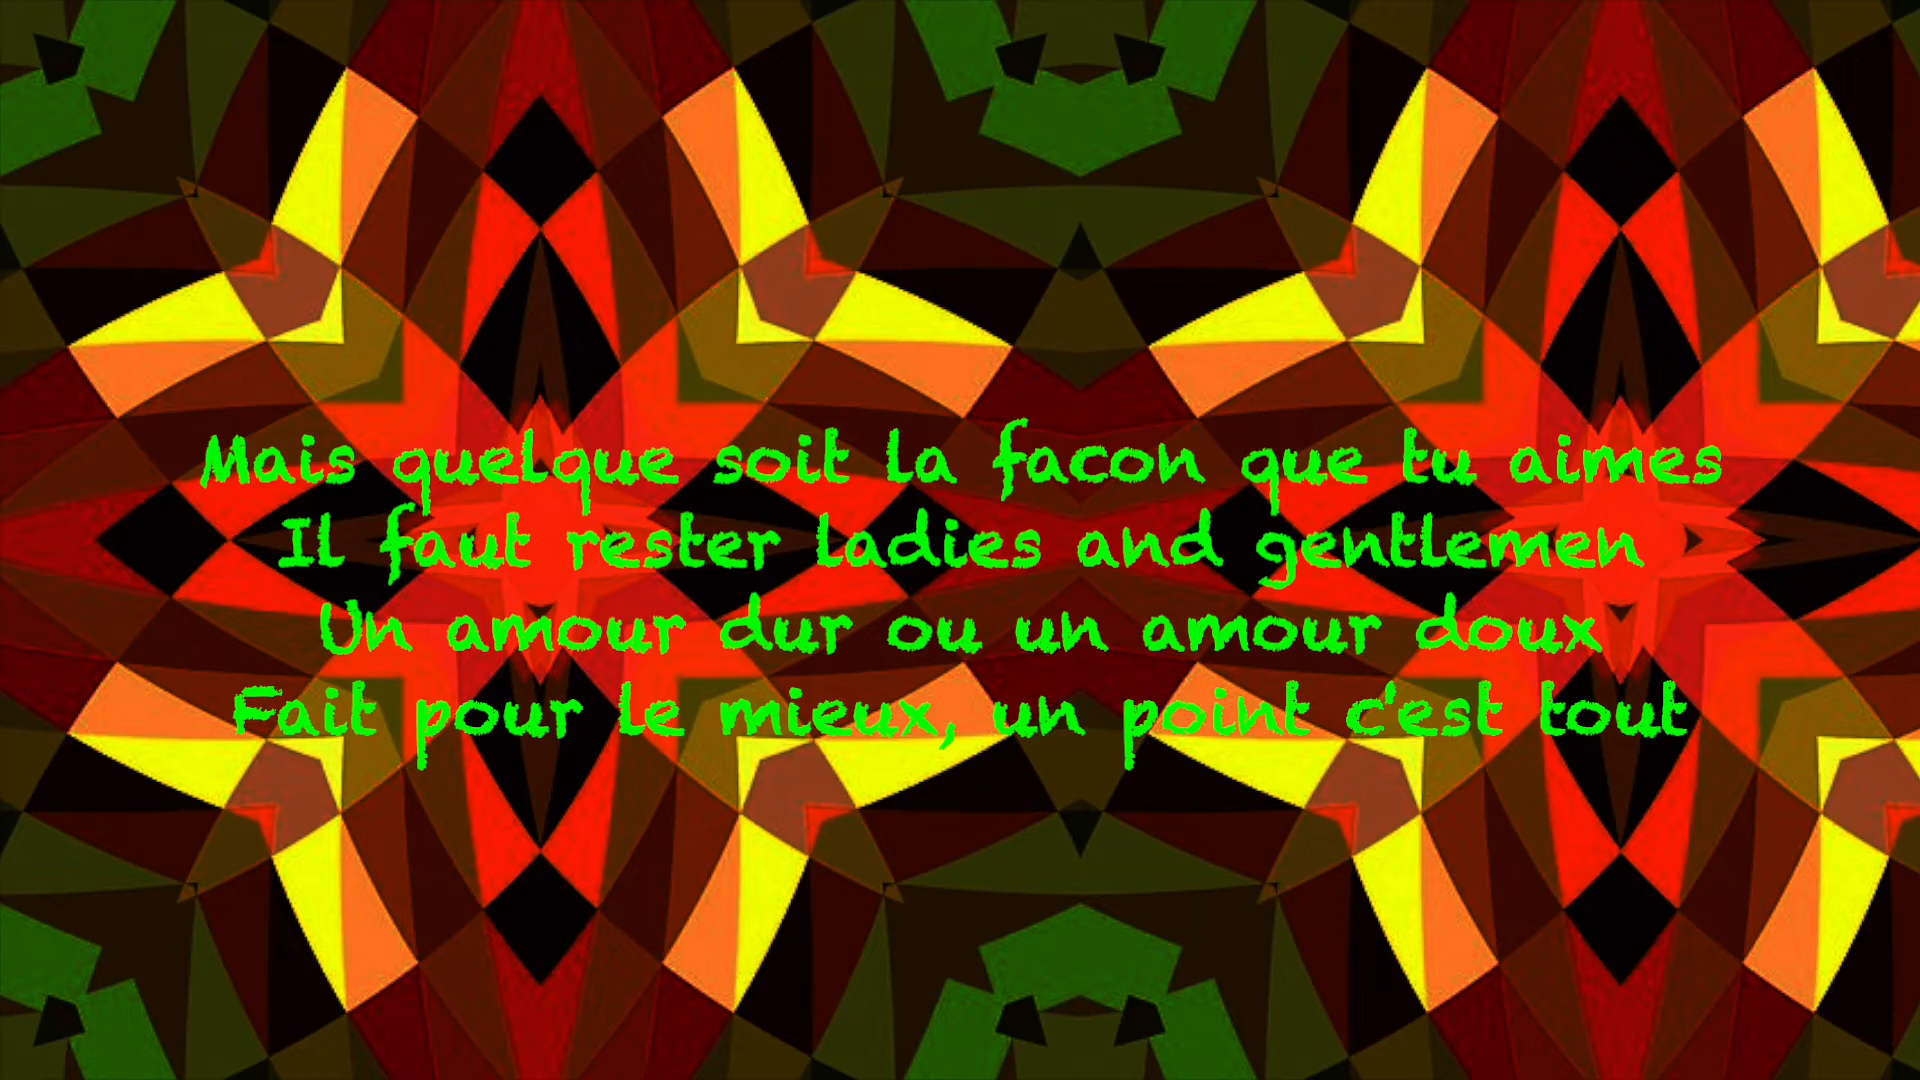 Mais quelque soit la facon que tu aimes
Il faut rester ladies and gentlemen
Un amour dur ou un amour doux
Fait pour le mieux, un point c'est tout